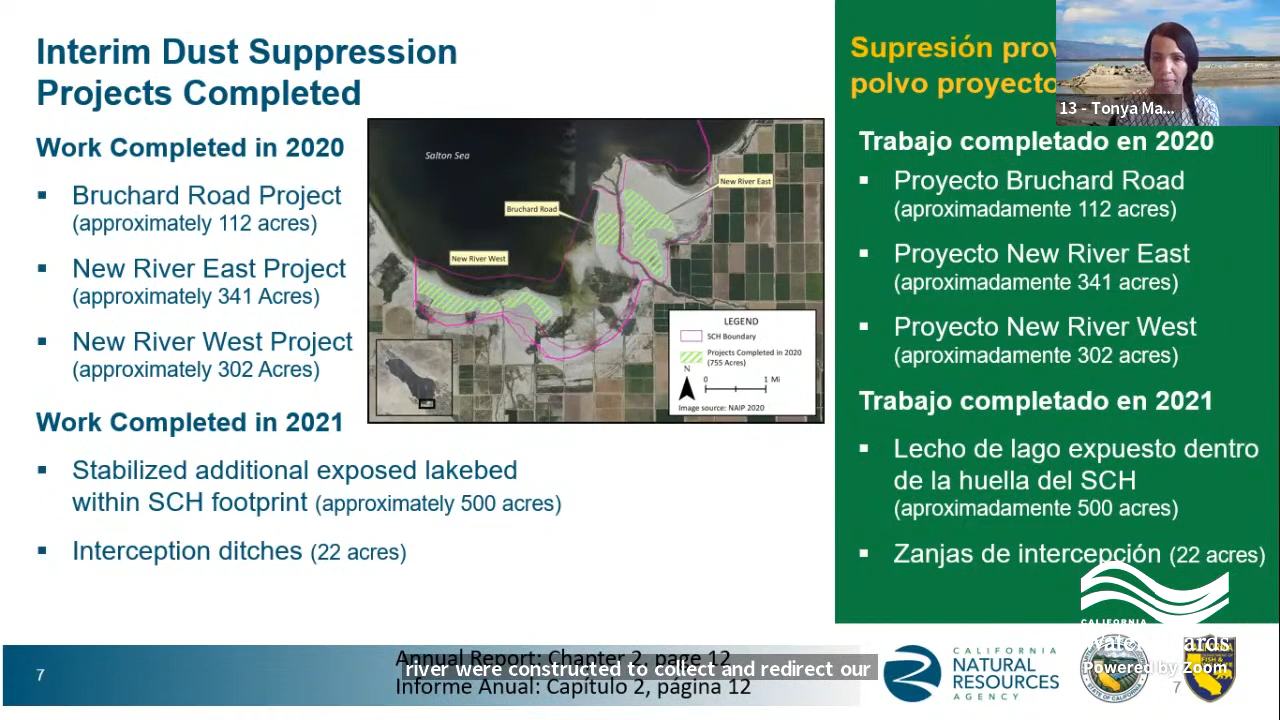 Interim Dust Suppression
Projects Completed
Work Completed in 2020
▪ Bruchard Road Project
(approximately 112 acres)
▪ New River East Project
(approximately 341 Acres)
▪ New River West Project
(approximately 302 Acres)
Work Completed in 2021
▪ Stabilized additional exposed lakebed
within SCH footprint (approximately 500 acres)
▪ Interception ditches (22 acres)
Salton Sea
New River East
Bruchard Road
New River West
LEGEND
SCH Boundary
Projects Completed in 2020
(755 Acres)
N
0 1 Mi
Image source: NAIP 2020
Supresión
polvo
13 - Tonya Ma...
Trabajo completado en 2020
▪ Proyecto Bruchard Road
(aproximadamente 112 acres)
▪ Proyecto New River East
(aproximadamente 341 acres)
▪ Proyecto New River West
(aproximadamente 302 acres)
Trabajo completado en 2021
▪ Lecho de lago expuesto dentro
de la huella del SCH
(aproximadamente 500 acres)
▪ Zanjas de intercepción (22 acres)
7
Annual Report: Chapter 2, page 12
river were constructed to collect and redirect our
Informe Anual: Capítulo 2, página 12
CALIFORNIA
NATURAL
RESOURCES
AGENCY
CALIFORNIA
Powered by Zoom
7